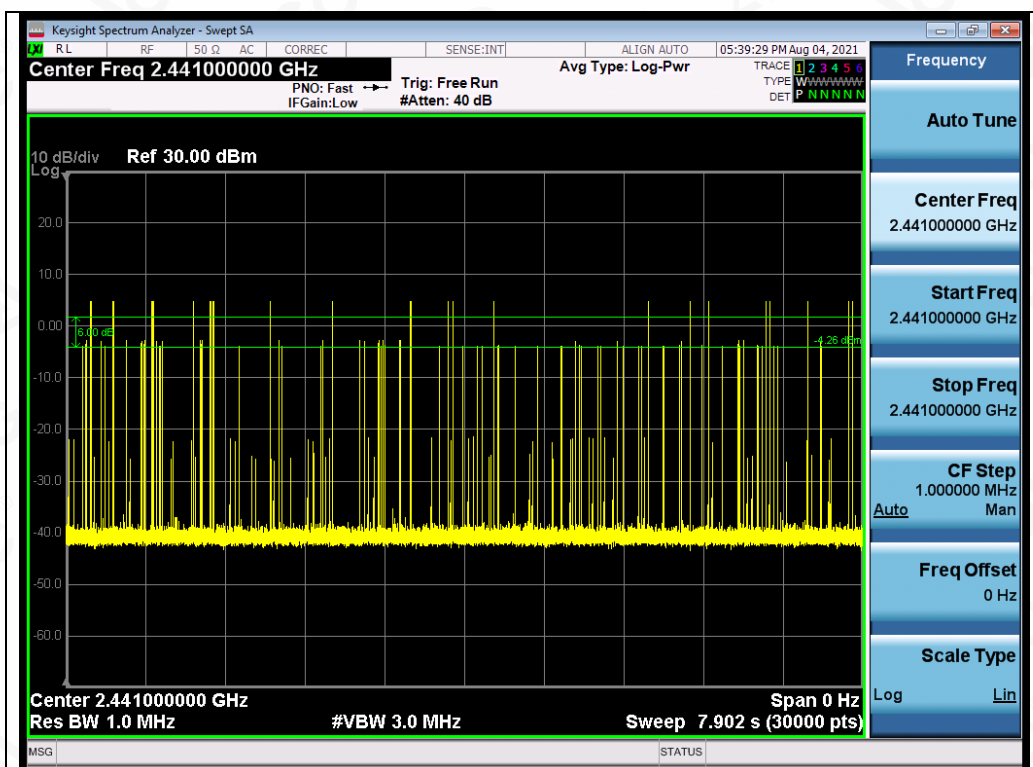 Keysight Spectrum Analyzer - Swept SA
LXI RL RF 50 Ω AC CORREC SENSE:INT ALIGN AUTO 05:39:29 PM Aug 04, 2021
Center Freq 2.441000000 GHz
PNO: Fast
IFGain:Low
Trig: Free Run
#Atten: 40 dB
Avg Type: Log-Pwr
TRACE 1 2 3 4 5 6
TYPE WWWWWW
DET P N N N N N
10 dB/div Ref 30.00 dBm
Log
20.0
10.0
0.00
6.00 dB
-4.26 dBm
-10.0
-20.0
-30.0
-40.0
-50.0
-60.0
Center 2.441000000 GHz Span 0 Hz
Res BW 1.0 MHz #VBW 3.0 MHz Sweep 7.902 s (30000 pts)
MSG STATUS
Frequency
Auto Tune
Center Freq
2.441000000 GHz
Start Freq
2.441000000 GHz
Stop Freq
2.441000000 GHz
CF Step
1.000000 MHz
Auto Man
Freq Offset
0 Hz
Scale Type
Log Lin